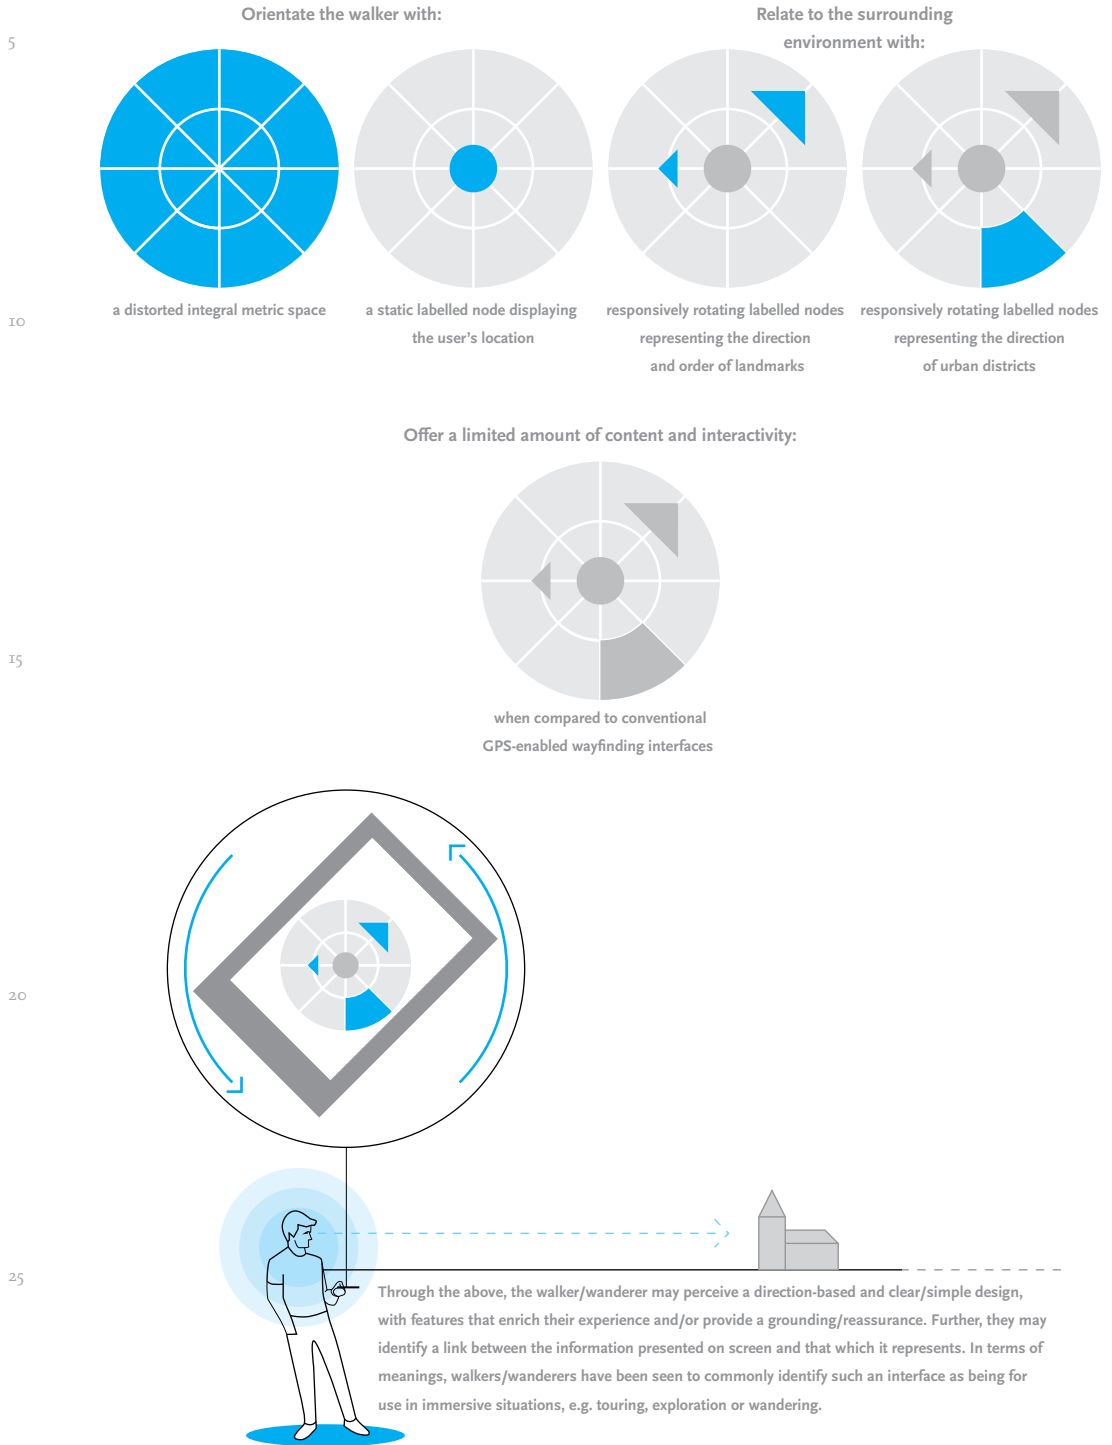 Orientate the walker with:
Relate to the surrounding
environment with:
5
a distorted integral metric space
a static labelled node displaying
the user's location
responsively rotating labelled nodes
representing the direction
and order of landmarks
responsively rotating labelled nodes
representing the direction
of urban districts
10
Offer a limited amount of content and interactivity:
15
when compared to conventional
GPS-enabled wayfinding interfaces
20
25
Through the above, the walker/wanderer may perceive a direction-based and clear/simple design,
with features that enrich their experience and/or provide a grounding/reassurance. Further, they may
identify a link between the information presented on screen and that which it represents. In terms of
meanings, walkers/wanderers have been seen to commonly identify such an interface as being for
use in immersive situations, e.g. touring, exploration or wandering.